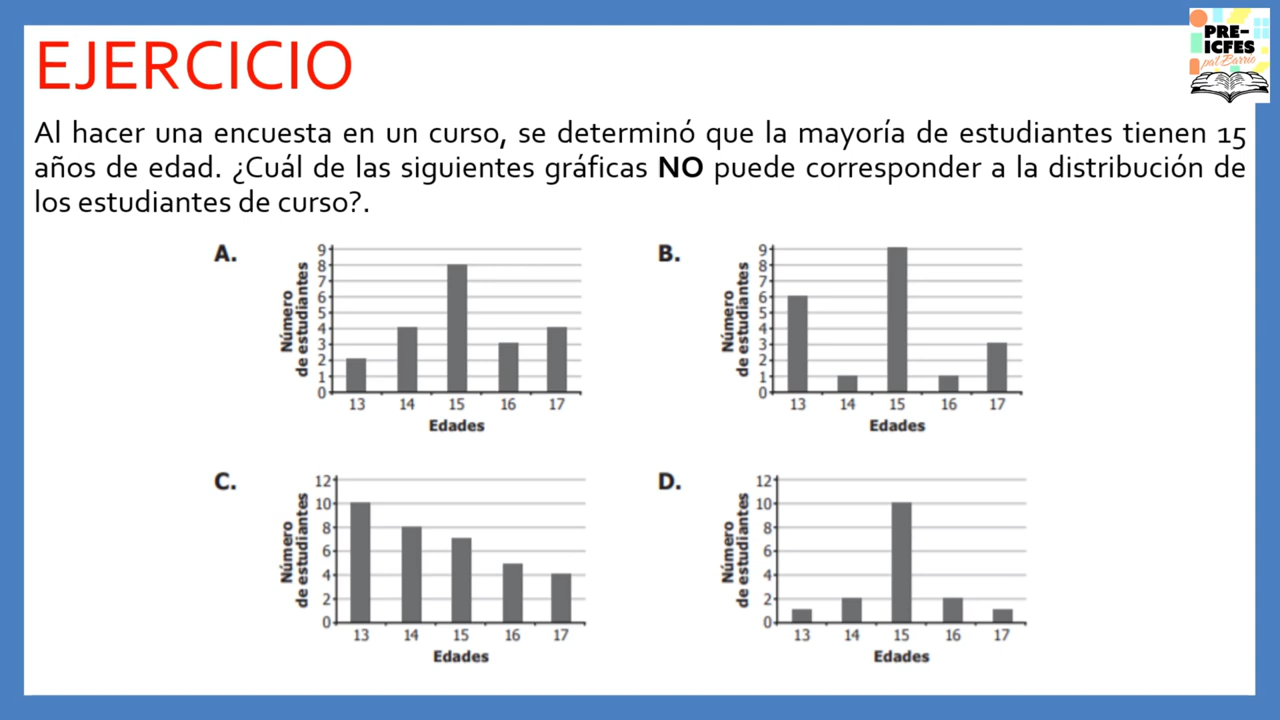 PRE-
ICFES
pal Barrio
EJERCICIO
Al hacer una encuesta en un curso, se determinó que la mayoría de estudiantes tienen 15
años de edad. ¿Cuál de las siguientes gráficas NO puede corresponder a la distribución de
los estudiantes de curso?.
A.
Número
de estudiantes
9
8
7
6
5
4
3
2
1
0
13 14 15 16 17
Edades
B.
Número
de estudiantes
9
8
7
6
5
4
3
2
1
0
13 14 15 16 17
Edades
C.
Número
de estudiantes
12
10
8
6
4
2
0
13 14 15 16 17
Edades
D.
Número
de estudiantes
12
10
8
6
4
2
0
13 14 15 16 17
Edades